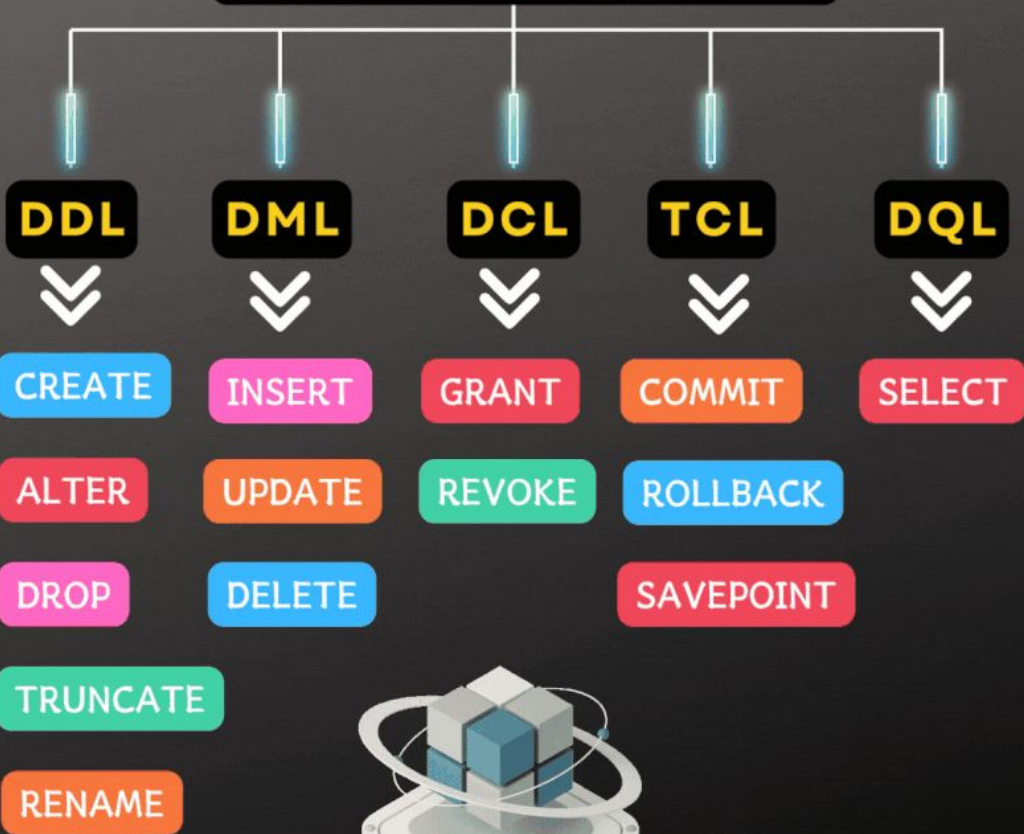 DDL
DML
DCL
TCL
DQL
CREATE
INSERT
GRANT
COMMIT
SELECT
ALTER
UPDATE
REVOKE
ROLLBACK
DROP
DELETE
SAVEPOINT
TRUNCATE
RENAME